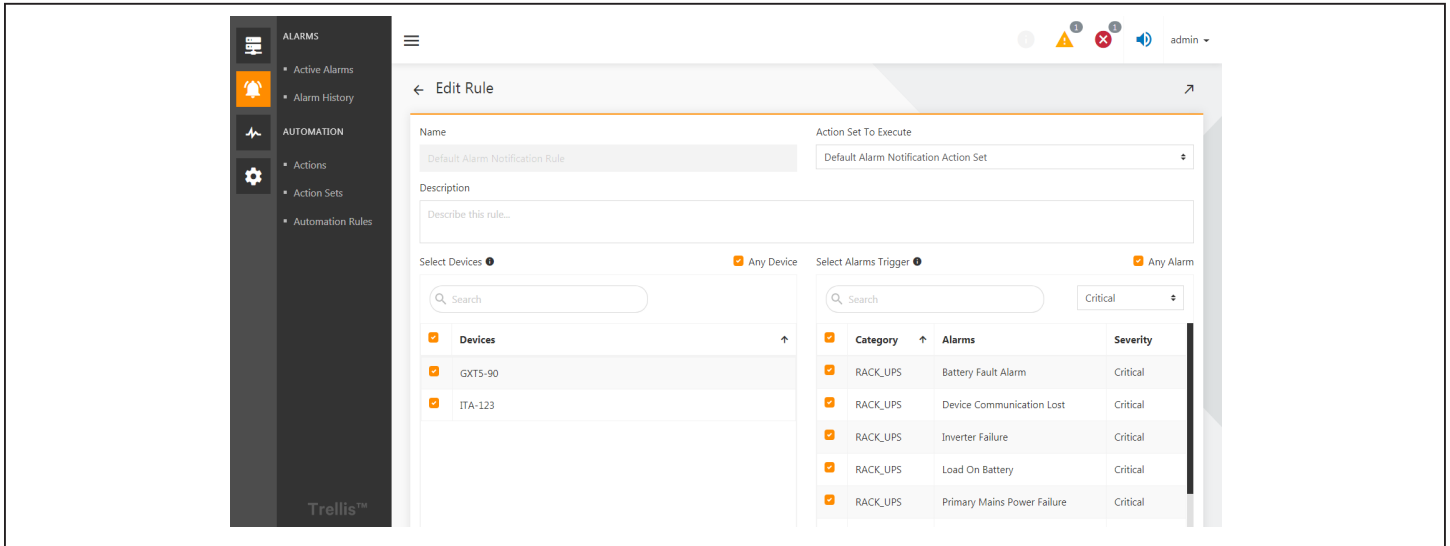 ALARMS
Active Alarms
Alarm History
AUTOMATION
Actions
Action Sets
Automation Rules
Trellis™
1
1
admin
Edit Rule
Name
Action Set To Execute
Default Alarm Notification Rule
Default Alarm Notification Action Set
Description
Describe this rule...
Select Devices
Any Device
Select Alarms Trigger
Any Alarm
Search
Search
Critical
Devices
Category
Alarms
Severity
GXT5-90
RACK_UPS
Battery Fault Alarm
Critical
ITA-123
RACK_UPS
Device Communication Lost
Critical
RACK_UPS
Inverter Failure
Critical
RACK_UPS
Load On Battery
Critical
RACK_UPS
Primary Mains Power Failure
Critical